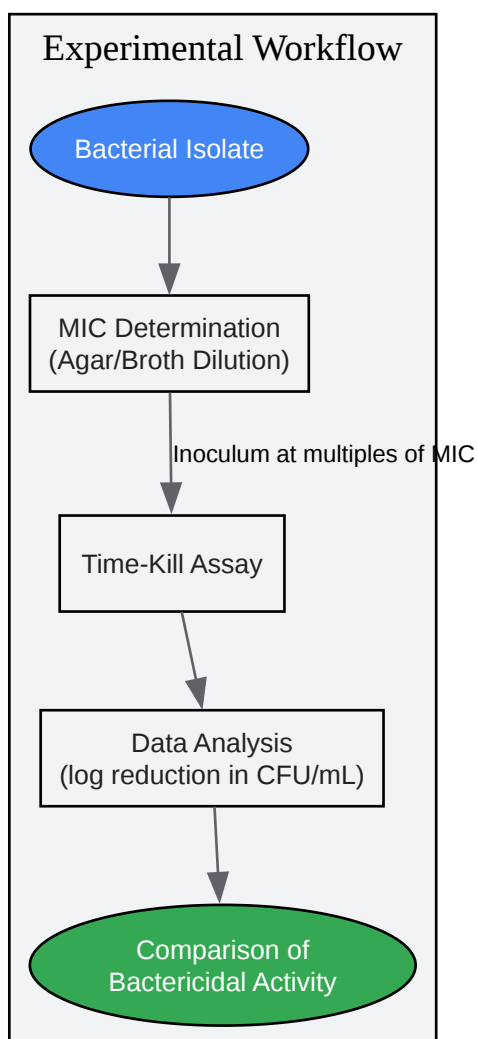 Experimental Workflow
Bacterial Isolate
MIC Determination
(Agar/Broth Dilution)
Inoculum at multiples of MIC
Time-Kill Assay
Data Analysis
(log reduction in CFU/mL)
Comparison of
Bactericidal Activity